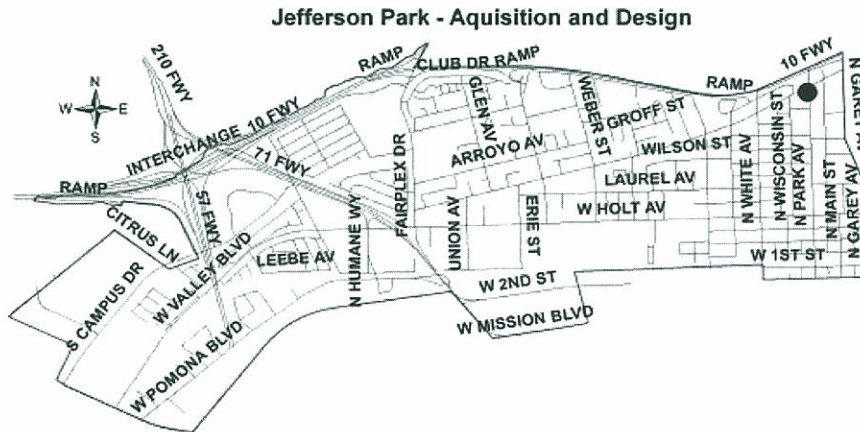 Jefferson Park - Aquisition and Design
210 FWY
RAMP
CLUB DR RAMP
10 FWY
N GAREY AV
N
W E
S
INTERCHANGE
10 FWY
GLEN AV
WEBER ST
RAMP
GROFF ST
71 FWY
ARROYO AV
WILSON ST
N WHITE AV
N WISCONSIN ST
N PARK AV
N MAIN ST
N GAREY AV
RAMP
57 FWY
FAIRPLEX DR
LAUREL AV
CITRUS LN
N HUMANE WY
UNION AV
ERIE ST
W HOLT AV
S CAMPUS DR
W VALLEY BLVD
LEEBE AV
W 1ST ST
W 2ND ST
W POMONA BLVD
W MISSION BLVD